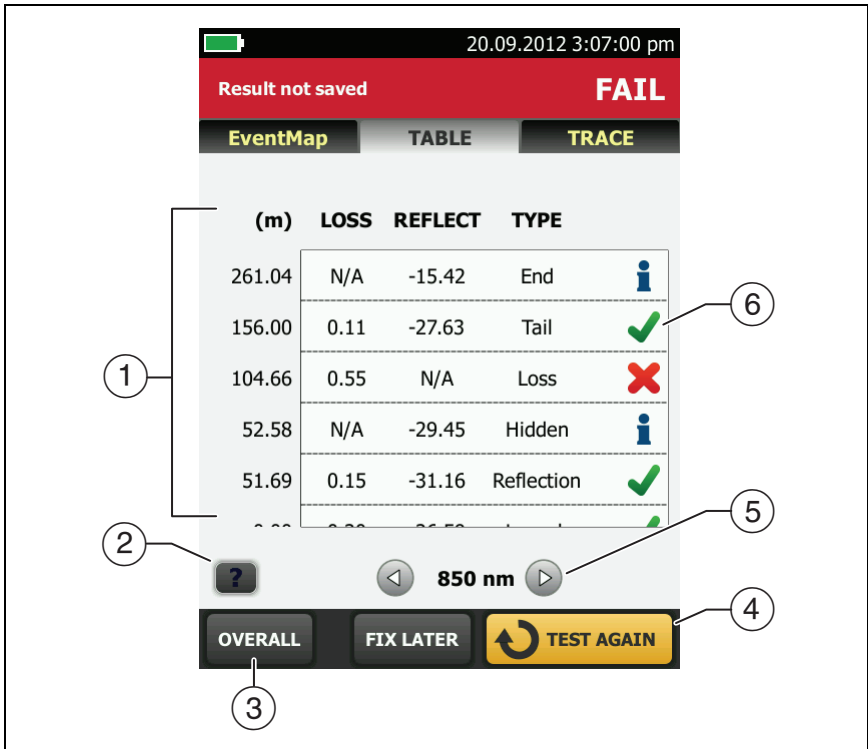 20.09.2012 3:07:00 pm
Result not saved FAIL
EventMap TABLE TRACE
(m) LOSS REFLECT TYPE
261.04 N/A -15.42 End
156.00 0.11 -27.63 Tail 6
104.66 0.55 N/A Loss
1
52.58 N/A -29.45 Hidden
51.69 0.15 -31.16 Reflection
5
2
? 850 nm
4
OVERALL FIX LATER TEST AGAIN
3